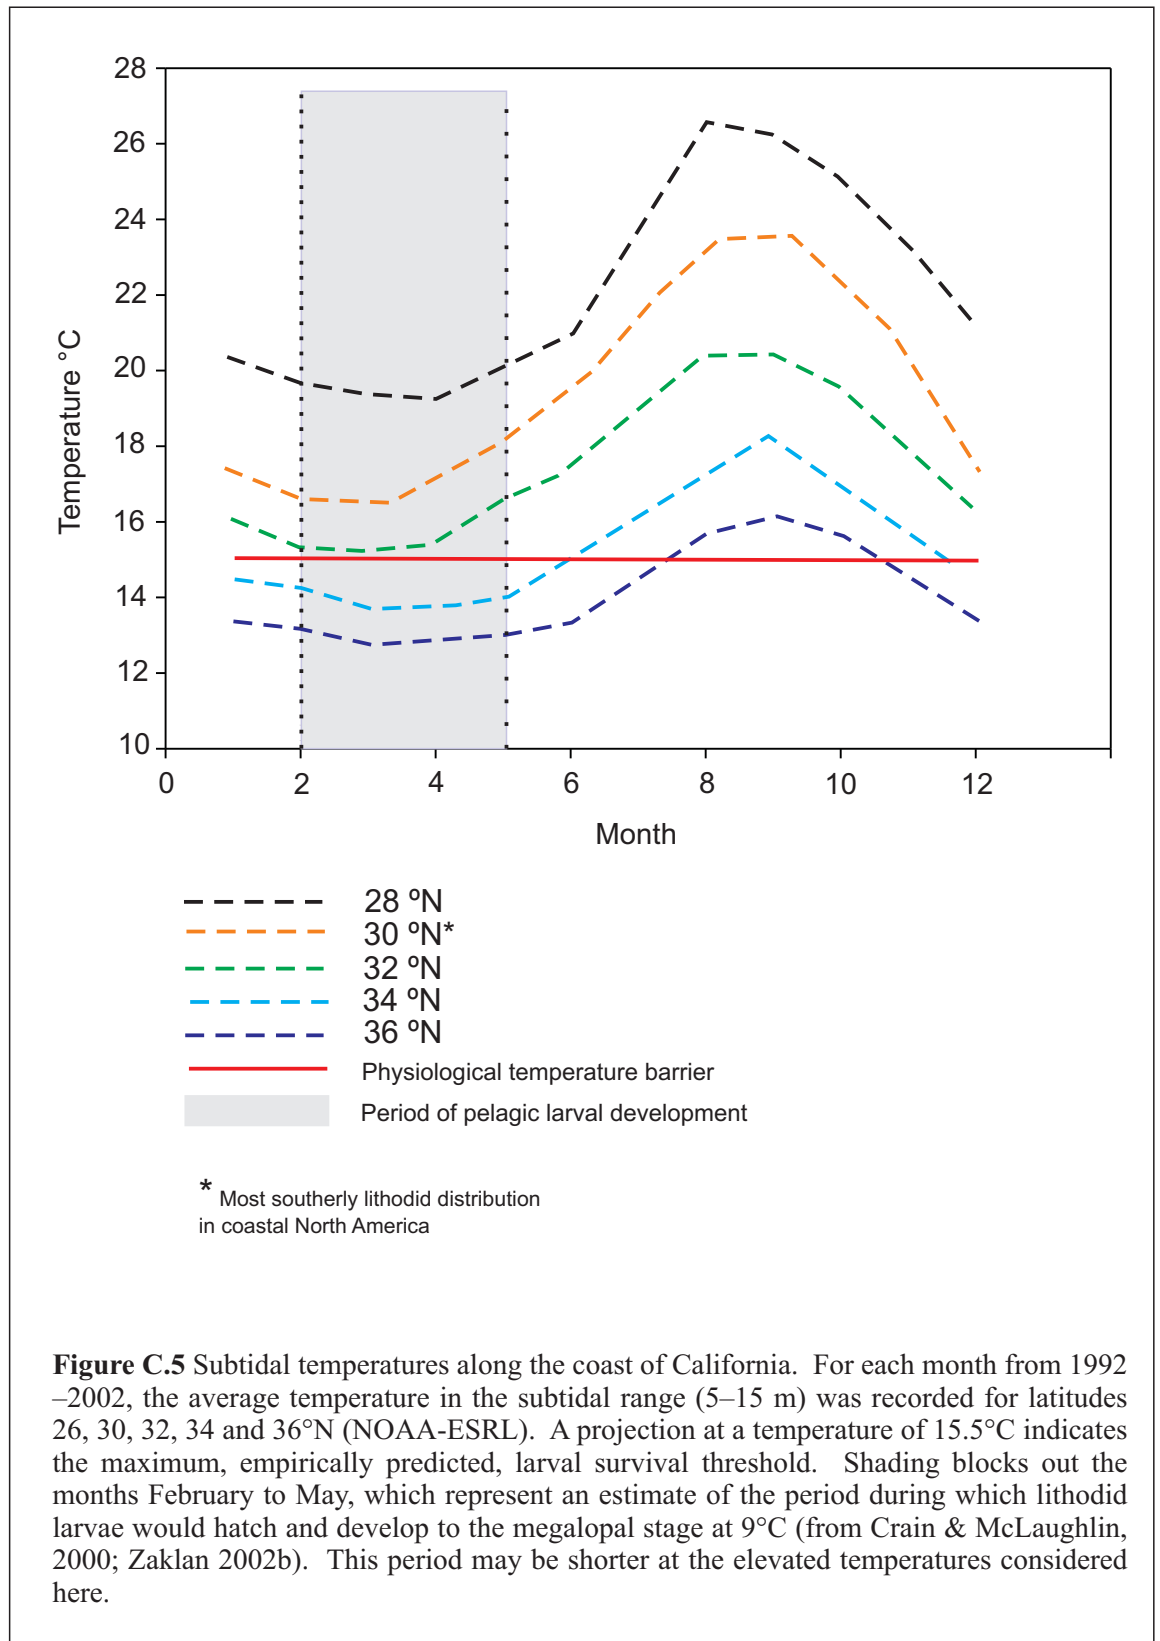 28
26
24
22
20
18
16
14
12
10
Temperature °C
0 2 4 6 8 10 12
Month
28 ºN
30 ºN*
32 ºN
34 ºN
36 ºN
Physiological temperature barrier
Period of pelagic larval development
* Most southerly lithodid distribution
in coastal North America
Figure C.5 Subtidal temperatures along the coast of California. For each month from 1992
–2002, the average temperature in the subtidal range (5–15 m) was recorded for latitudes
26, 30, 32, 34 and 36°N (NOAA-ESRL). A projection at a temperature of 15.5°C indicates
the maximum, empirically predicted, larval survival threshold. Shading blocks out the
months February to May, which represent an estimate of the period during which lithodid
larvae would hatch and develop to the megalopal stage at 9°C (from Crain & McLaughlin,
2000; Zaklan 2002b). This period may be shorter at the elevated temperatures considered
here.